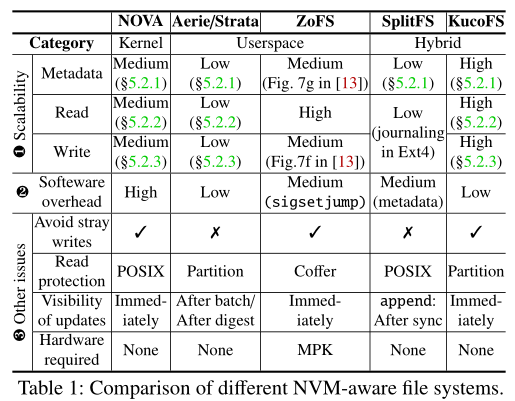 NOVA Aerie/Strata ZoFS SplitFS KucoFS
Category Kernel Userspace Hybrid
❶ Scalability
Metadata Medium (§5.2.1) Low (§5.2.1) Medium (Fig. 7g in [13]) Low (§5.2.1) High (§5.2.1)
Read Medium (§5.2.2) Low (§5.2.2) High Low (journaling in Ext4) High (§5.2.2)
Write Medium (§5.2.3) Low (§5.2.3) Medium (Fig.7f in [13]) High (§5.2.3)
❷ Softeware overhead High Low Medium (sigsetjump) Medium (metadata) Low
❸ Other issues
Avoid stray writes ✓ ✗ ✓ ✗ ✓
Read protection POSIX Partition Coffer POSIX Partition
Visibility of updates Immed-iately After batch/ After digest Immed-iately append: After sync Immed-iately
Hardware required None None MPK None None
Table 1: Comparison of different NVM-aware file systems.